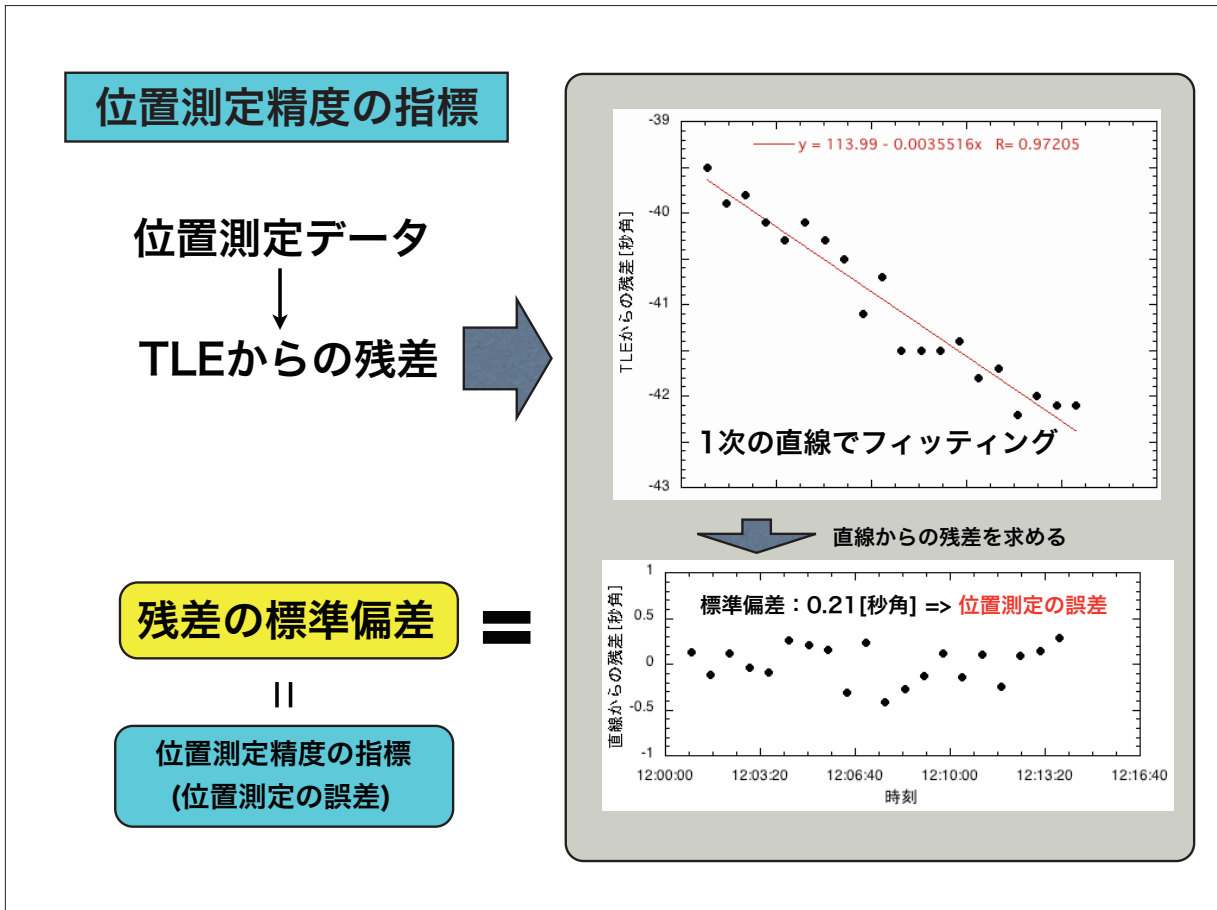 位置測定精度の指標
位置測定データ
TLEからの残差
残差の標準偏差
=
=
位置測定精度の指標
(位置測定の誤差)
TLEからの残差[秒角]
-39
-40
-41
-42
-43
y = 113.99 - 0.0035516x R= 0.97205
1次の直線でフィッティング
直線からの残差を求める
直線からの残差[秒角]
1
0.5
0
-0.5
-1
標準偏差：0.21[秒角] => 位置測定の誤差
12:00:00 12:03:20 12:06:40 12:10:00 12:13:20 12:16:40
時刻